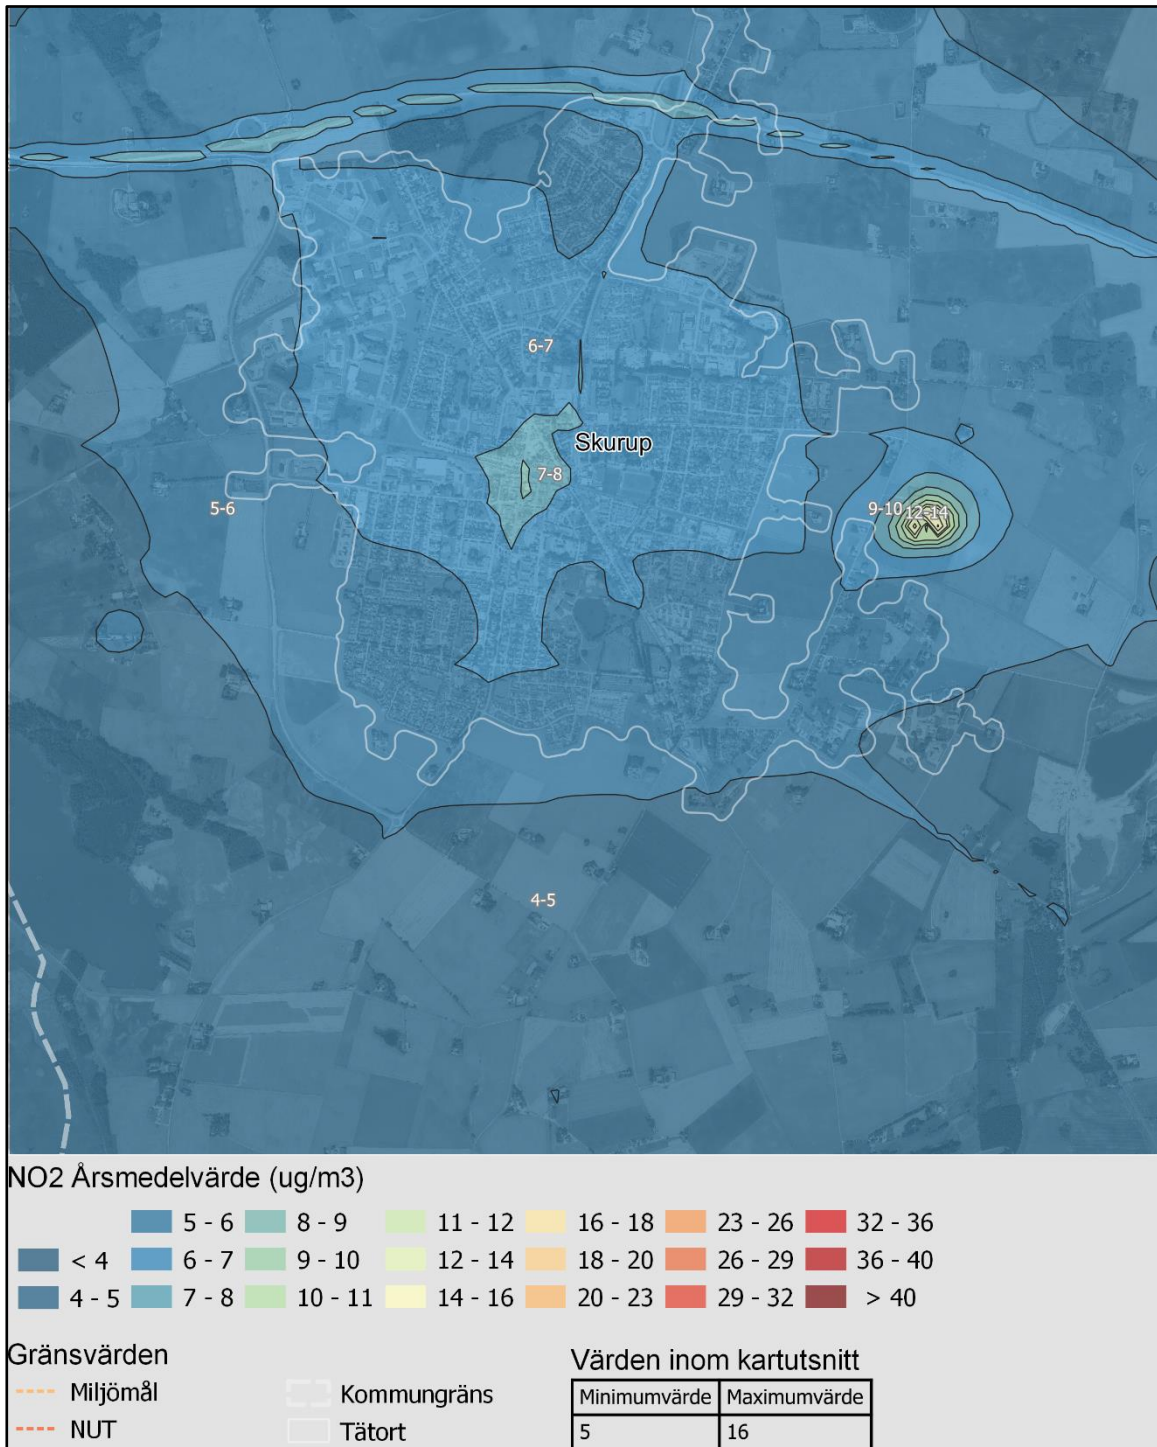 6-7
Skurup
7-8
5-6
9-10
12-14
4-5
NO2 Årsmedelvärde (ug/m3)
5 - 6
8 - 9
11 - 12
16 - 18
23 - 26
32 - 36
< 4
6 - 7
9 - 10
12 - 14
18 - 20
26 - 29
36 - 40
4 - 5
7 - 8
10 - 11
14 - 16
20 - 23
29 - 32
> 40
Gränsvärden
Miljömål
NUT
Kommungräns
Tätort
Värden inom kartutsnitt
Minimumvärde Maximumvärde
5 16